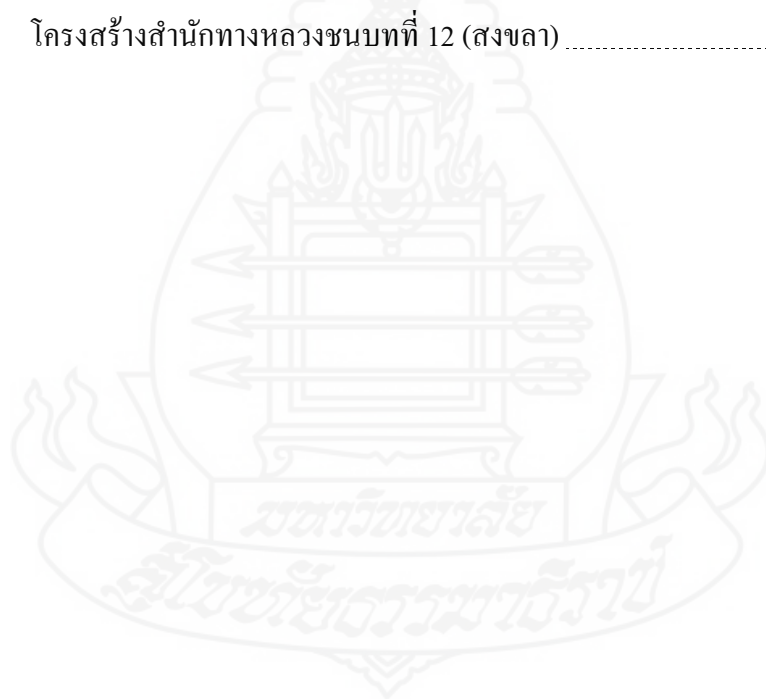 โครงสร้างสำนักทางหลวงชนบทที่ 12 (สงขลา)
มหาวิทยาลัย
สุโขทัยธรรมาธิราช